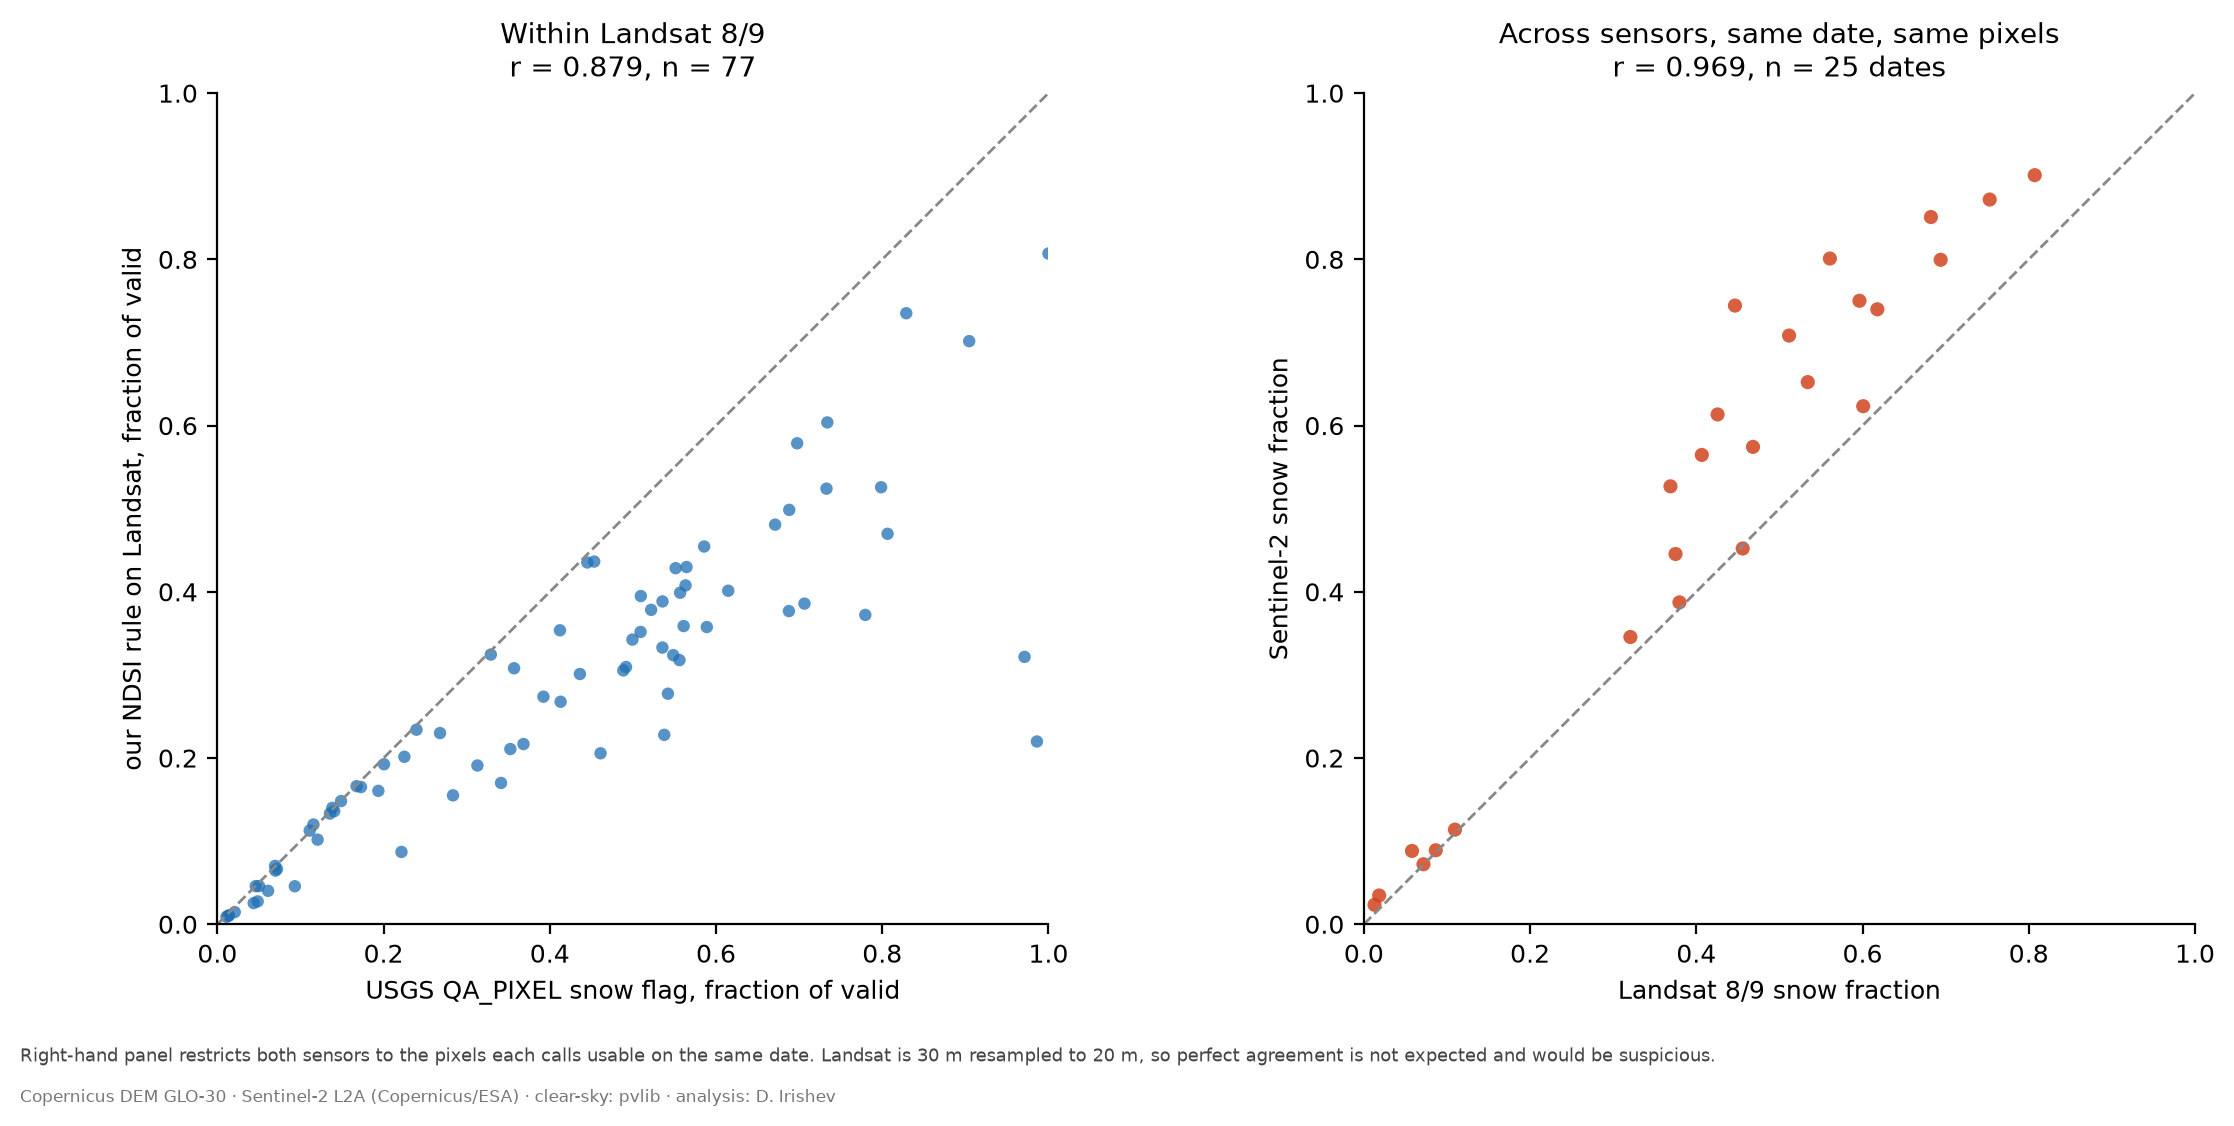 Within Landsat 8/9
r = 0.879, n = 77
1.0
0.8
0.6
0.4
0.2
0.0
our NDSI rule on Landsat, fraction of valid
0.0 0.2 0.4 0.6 0.8 1.0
USGS QA_PIXEL snow flag, fraction of valid
Across sensors, same date, same pixels
r = 0.969, n = 25 dates
1.0
0.8
0.6
0.4
0.2
0.0
Sentinel-2 snow fraction
0.0 0.2 0.4 0.6 0.8 1.0
Landsat 8/9 snow fraction
Right-hand panel restricts both sensors to the pixels each calls usable on the same date. Landsat is 30 m resampled to 20 m, so perfect agreement is not expected and would be suspicious.
Copernicus DEM GLO-30 · Sentinel-2 L2A (Copernicus/ESA) · clear-sky: pvlib · analysis: D. Irishev